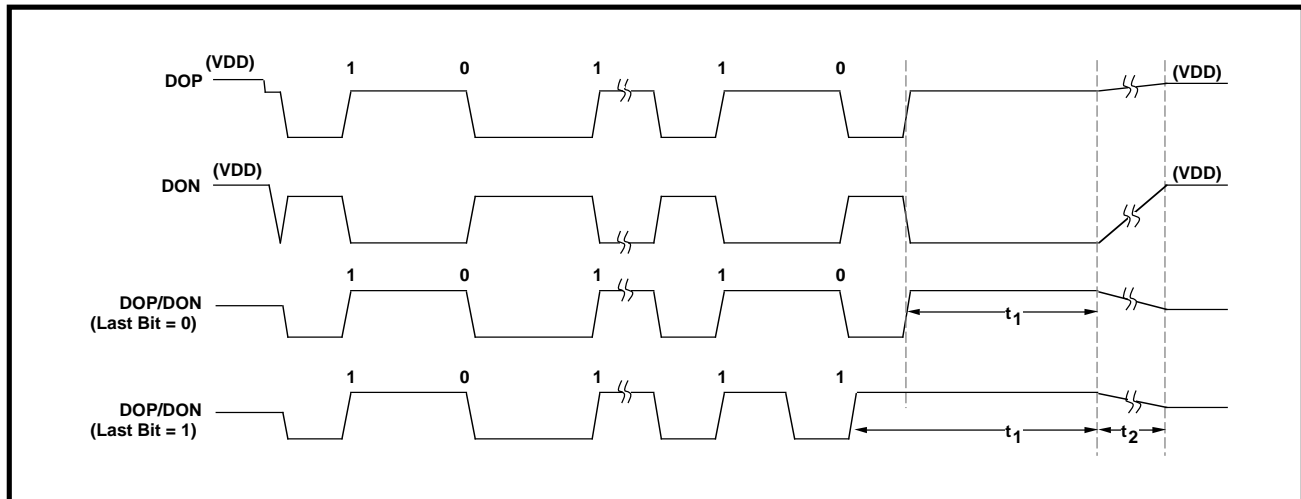 (VDD)
DOP
1 0 1 1 0
(VDD)
(VDD)
DON
(VDD)
1 0 1 1 0
DOP/DON
(Last Bit = 0)
t1
1 0 1 1 1
DOP/DON
(Last Bit = 1)
t1
t2